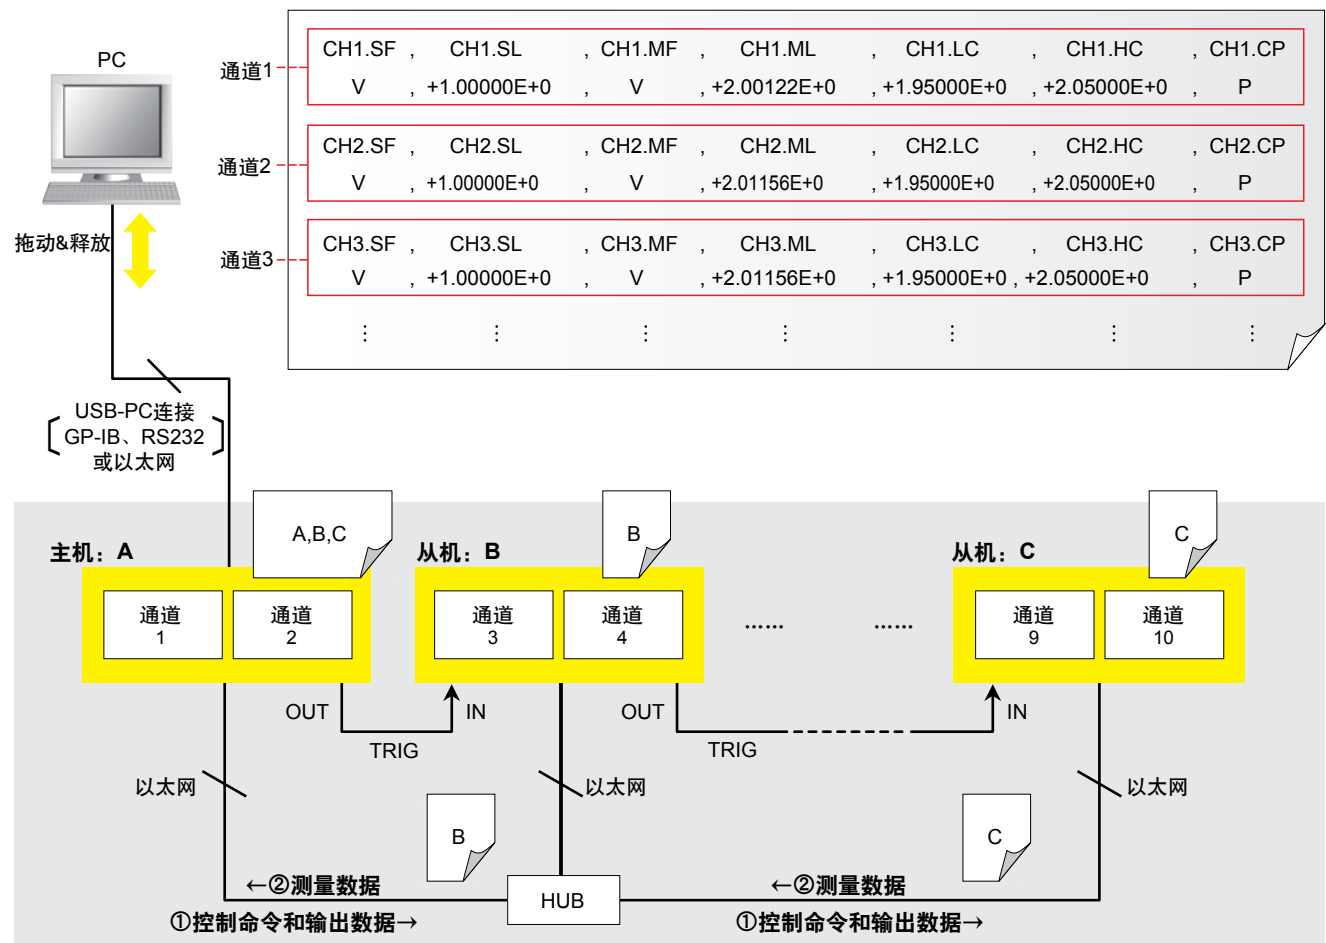 PC
拖动&释放
USB-PC连接
GP-IB、RS232
或以太网
通道1
CH1.SF , CH1.SL , CH1.MF , CH1.ML , CH1.LC , CH1.HC , CH1.CP
V , +1.00000E+0 , V , +2.00122E+0 , +1.95000E+0 , +2.05000E+0 , P
通道2
CH2.SF , CH2.SL , CH2.MF , CH2.ML , CH2.LC , CH2.HC , CH2.CP
V , +1.00000E+0 , V , +2.01156E+0 , +1.95000E+0 , +2.05000E+0 , P
通道3
CH3.SF , CH3.SL , CH3.MF , CH3.ML , CH3.LC , CH3.HC , CH3.CP
V , +1.00000E+0 , V , +2.01156E+0 , +1.95000E+0 , +2.05000E+0 , P
⋮ ⋮ ⋮ ⋮ ⋮ ⋮ ⋮
主机：A
A,B,C
从机：B
B
从机：C
C
通道
1
通道
2
通道
3
通道
4
…… ……
通道
9
通道
10
OUT
TRIG
IN
OUT
TRIG
IN
以太网
以太网
以太网
B
C
←②测量数据
←②测量数据
HUB
①控制命令和输出数据→
①控制命令和输出数据→